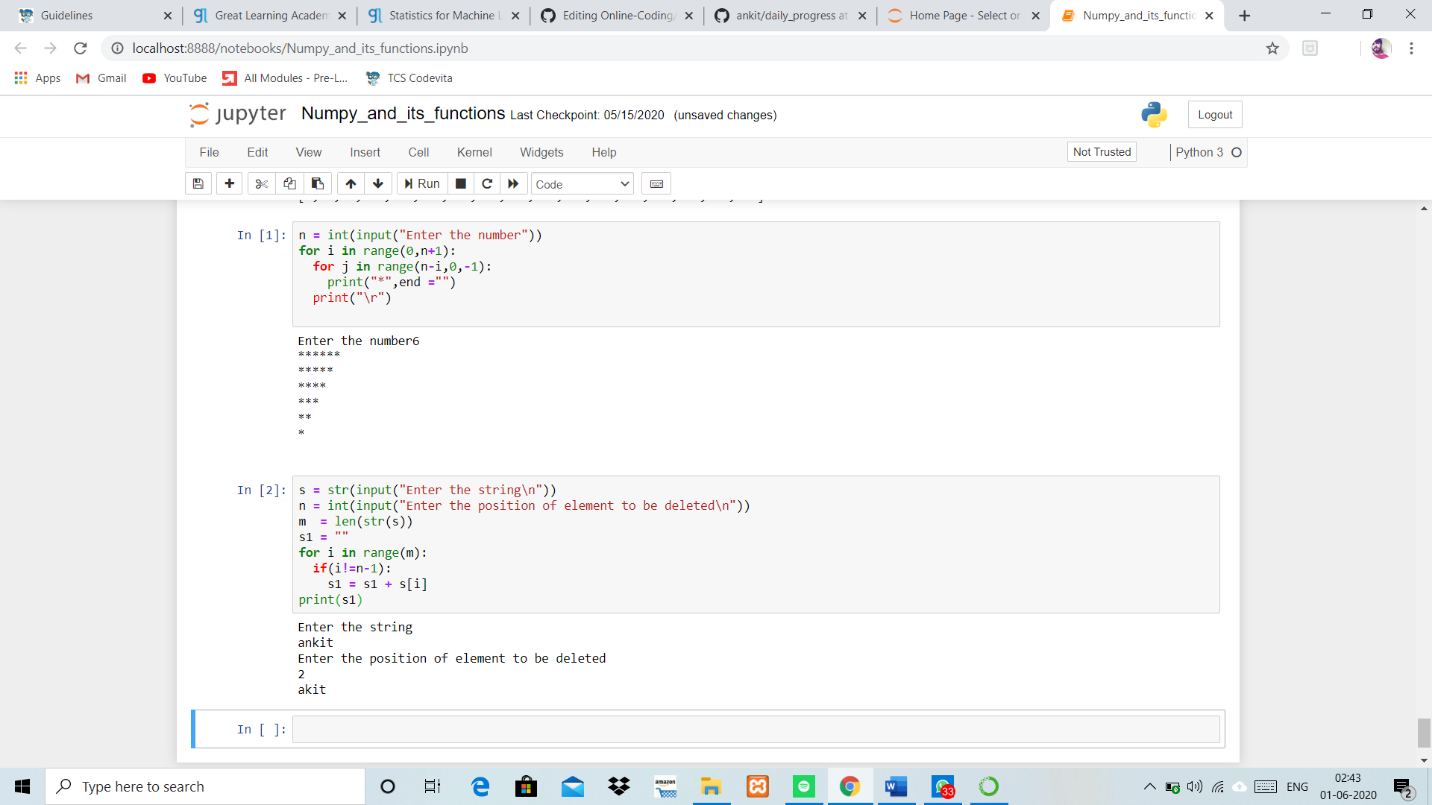 Guidelines
Great Learning Academ
Statistics for Machine L
Editing Online-Coding/
ankit/daily_progress at
Home Page - Select or
Numpy_and_its_functio
localhost:8888/notebooks/Numpy_and_its_functions.ipynb
Apps
Gmail
YouTube
All Modules - Pre-L...
TCS Codevita
jupyter Numpy_and_its_functions Last Checkpoint: 05/15/2020 (unsaved changes)
Logout
File Edit View Insert Cell Kernel Widgets Help
Not Trusted
Python 3
Run
Code
In [1]:
n = int(input("Enter the number"))
for i in range(0,n+1):
  for j in range(n-i,0,-1):
    print("*",end ="")
  print("\r")
Enter the number6
******
*****
****
***
**
*
In [2]:
s = str(input("Enter the string\n"))
n = int(input("Enter the position of element to be deleted\n"))
m  = len(str(s))
s1 = ""
for i in range(m):
  if(i!=n-1):
    s1 = s1 + s[i]
print(s1)
Enter the string
ankit
Enter the position of element to be deleted
2
akit
In [ ]:
Type here to search
amazon
33
ENG
02:43
01-06-2020
2